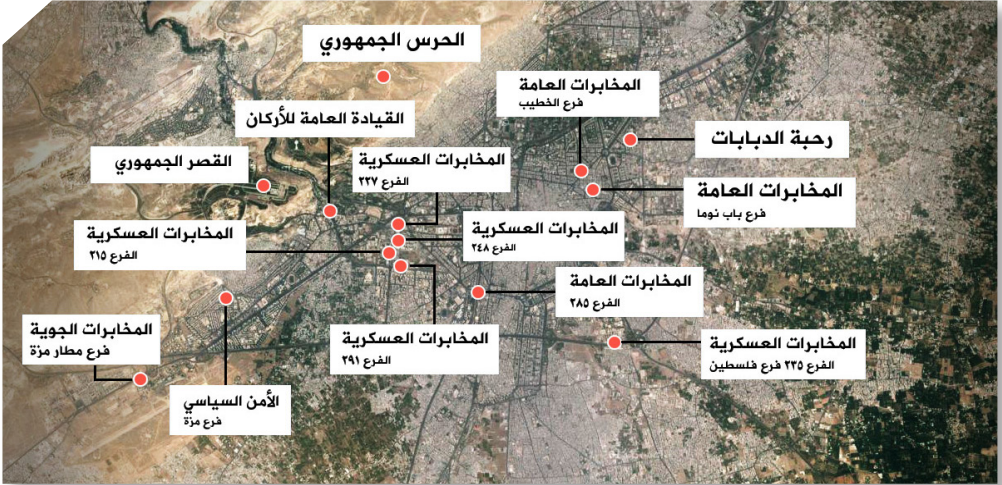 الحرس الجمهوري
المخابرات العامة
فرع الخطيب
القيادة العامة للأركان
رحبة الدبابات
المخابرات العسكرية
الفرع ٢٢٧
القصر الجمهوري
المخابرات العامة
فرع باب توما
المخابرات العسكرية
الفرع ٢٤٨
المخابرات العسكرية
الفرع ٢١٥
المخابرات العامة
الفرع ٢٨٥
المخابرات الجوية
فرع مطار مزة
المخابرات العسكرية
الفرع ٢٩١
المخابرات العسكرية
الفرع ٢٣٥ فرع فلسطين
الأمن السياسي
فرع مزة